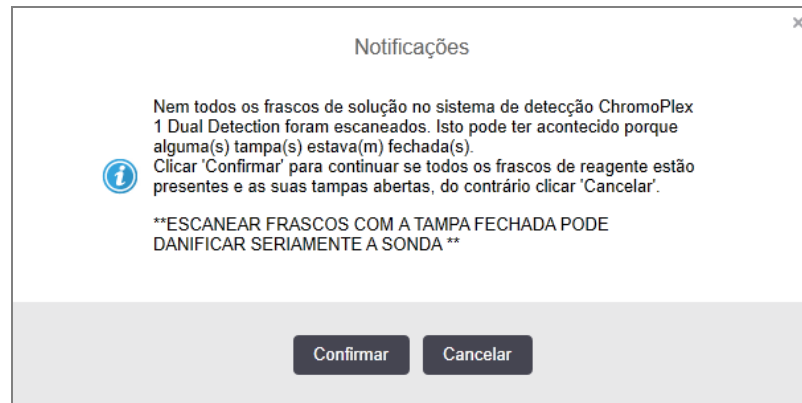 Notificações
Nem todos os frascos de solução no sistema de detecção ChromoPlex
1 Dual Detection foram escaneados. Isto pode ter acontecido porque
alguma(s) tampa(s) estava(m) fechada(s).
Clicar 'Confirmar' para continuar se todos os frascos de reagente estão
presentes e as suas tampas abertas, do contrário clicar 'Cancelar'.
**ESCANEAR FRASCOS COM A TAMPA FECHADA PODE
DANIFICAR SERIAMENTE A SONDA **
Confirmar Cancelar